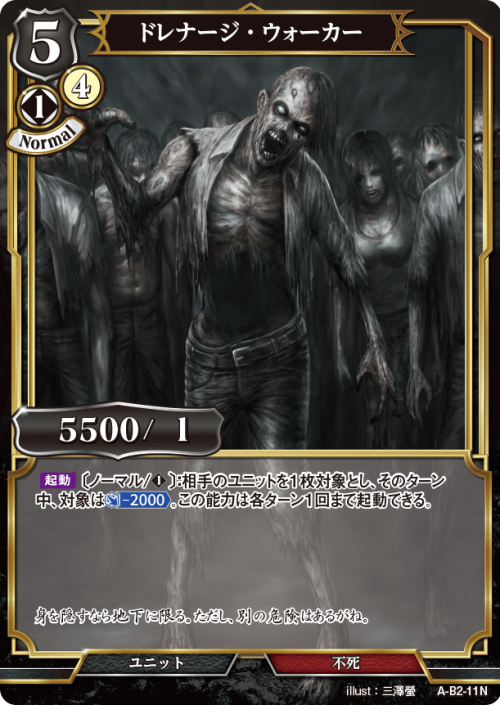 5
ドレナージ・ウォーカー
4
1
Normal
5500/ 1
起動 〔ノーマル/1〕:相手のユニットを1枚対象とし、そのターン
中、対象は-2000。この能力は各ターン1回まで起動できる。
身を隠すなら地下に限る。ただし、別の危険はあるがね。
ユニット
不死
illust：三澤瑩
A-B2-11N